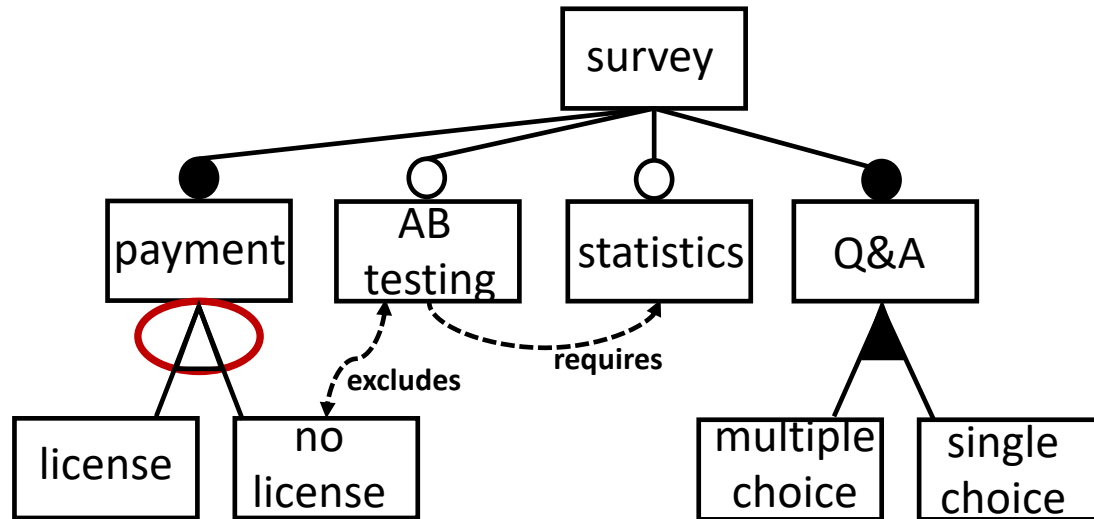 survey
payment
AB
testing
statistics
Q&A
excludes
requires
license
no
license
multiple
choice
single
choice